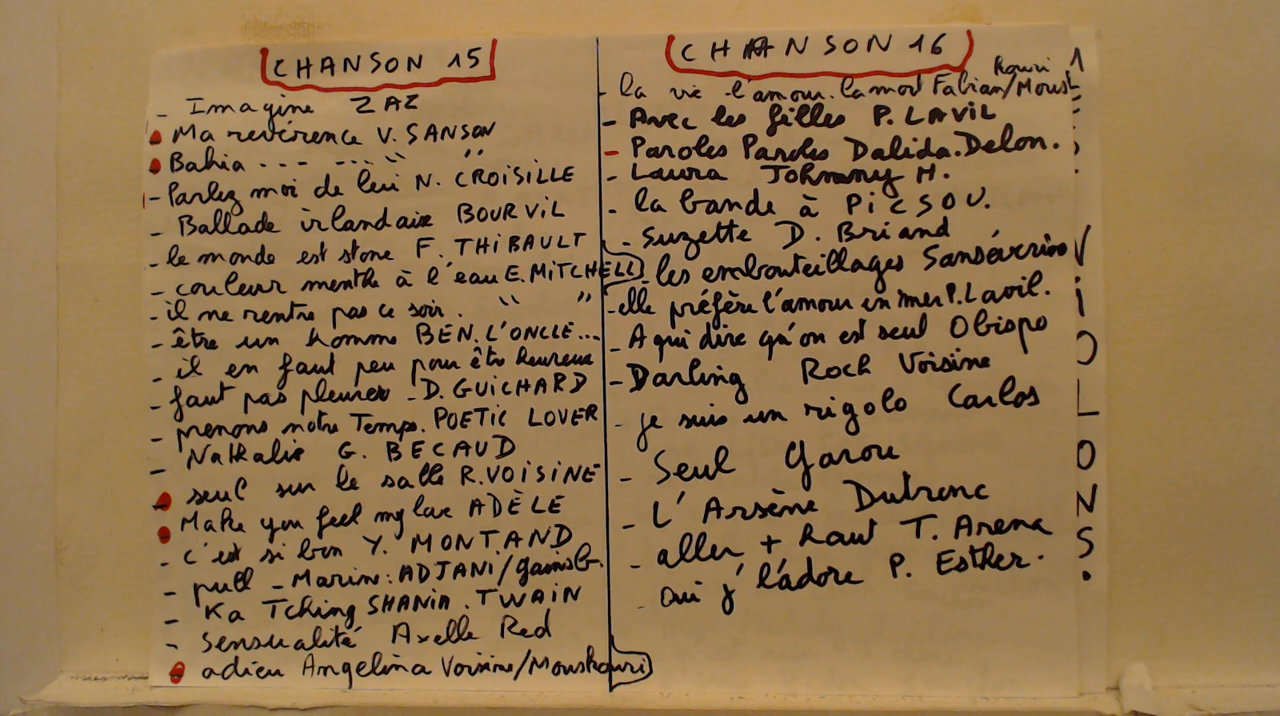 CHANSON 15
- Imagine ZAZ
Ma revérence V. SANSON
Bahia ... ... " "
- Parlez moi de lui N. CROISILLE
- Ballade irlandaise BOURViL
- le monde est stone F. THIBAULT
- couleur menthe à l'eau E. MiTCHELL
- il ne rentre pas ce soir. " "
- être un homme BEN. L'ONCLE...
- il en faut peu pour être heureux
- faut pas pleurer - D. GUICHARD
- prenons notre Temps. POETIC LOVER
- Nathalie G. BECAUD
- seul sur le sable R. VOISINE
Make you feel my love ADÈLE
- c'est si bon Y. MONTAND
- pull - Marin: ADJANI/gainsb.
- Ka Tching SHANIA. TWAIN
- sensualité Axelle Red
adieu Angelina Voisine/Mouskouri
CHANSON 16
- la vie l'amour. la mort Fabian/Mouskouri
- Avec les filles P. LAViL
- Paroles Paroles Dalida. Delon.
- Laura Johnny H.
- la bande à PiCSOU.
- Suzette D. Briand
- les embouteillages Sanséverino
- elle préfère l'amour en mer P. Lavil.
- A qui dire qu'on est seul Obispo
- Darling Roch Voisine
- je suis un rigolo Carlos
- Seul Garou
- L'Arsène Dutronc
- aller + haut T. Arena
- oui j' l'adore P. Esther.
1
ViOLONS.